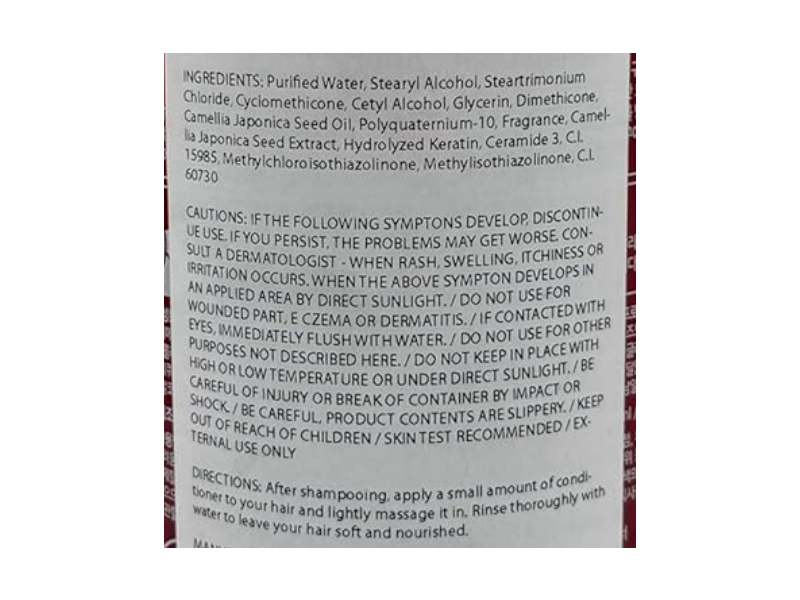 INGREDIENTS: Purified Water, Stearyl Alcohol, Steartrimonium
Chloride, Cyclomethicone, Cetyl Alcohol, Glycerin, Dimethicone,
Camellia Japonica Seed Oil, Polyquaternium-10, Fragrance, Camel-
lia Japonica Seed Extract, Hydrolyzed Keratin, Ceramide 3, C.I.
15985, Methylchloroisothiazolinone, Methylisothiazolinone, C.I.
60730
CAUTIONS: IF THE FOLLOWING SYMPTONS DEVELOP, DISCONTIN-
UE USE. IF YOU PERSIST, THE PROBLEMS MAY GET WORSE. CON-
SULT A DERMATOLOGIST - WHEN RASH, SWELLING, ITCHINESS OR
IRRITATION OCCURS. WHEN THE ABOVE SYMPTON DEVELOPS IN
AN APPLIED AREA BY DIRECT SUNLIGHT. / DO NOT USE FOR
WOUNDED PART, E CZEMA OR DERMATITIS. / IF CONTACTED WITH
EYES, IMMEDIATELY FLUSH WITH WATER. / DO NOT USE FOR OTHER
PURPOSES NOT DESCRIBED HERE. / DO NOT KEEP IN PLACE WITH
HIGH OR LOW TEMPERATURE OR UNDER DIRECT SUNLIGHT. / BE
CAREFUL OF INJURY OR BREAK OF CONTAINER BY IMPACT OR
SHOCK. / BE CAREFUL, PRODUCT CONTENTS ARE SLIPPERY. / KEEP
OUT OF REACH OF CHILDREN / SKIN TEST RECOMMENDED / EX-
TERNAL USE ONLY
DIRECTIONS: After shampooing, apply a small amount of condi-
tioner to your hair and lightly massage it in. Rinse thoroughly with
water to leave your hair soft and nourished.